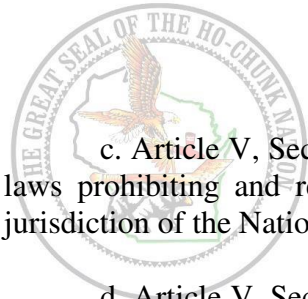 THE GREAT SEAL OF THE HO-CHUNK NATION
c. Article V, Sec
laws prohibiting and re
jurisdiction of the Natio
d. Article V, Sec